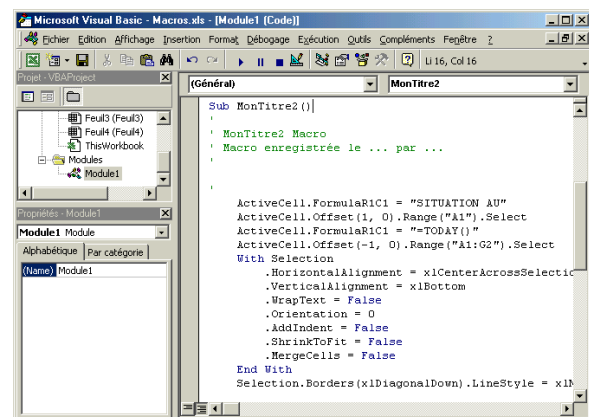 Microsoft Visual Basic - Macros.xls - [Module1 (Code)]
Fichier Edition Affichage Insertion Format Débogage Exécution Outils Compléments Fenêtre ?
Li 16, Col 16
Projet - VBAProject
Feuil3 (Feuil3)
Feuil4 (Feuil4)
ThisWorkbook
Modules
Module1
Propriétés - Module1
Module1 Module
Alphabétique Par catégorie
(Name) Module1
(Général) MonTitre2
Sub MonTitre2()
'
' MonTitre2 Macro
' Macro enregistrée le ... par ...
'
'
ActiveCell.FormulaR1C1 = "SITUATION AU"
ActiveCell.Offset(1, 0).Range("A1").Select
ActiveCell.FormulaR1C1 = "=TODAY()"
ActiveCell.Offset(-1, 0).Range("A1:G2").Select
With Selection
.HorizontalAlignment = xlCenterAcrossSelectio
.VerticalAlignment = xlBottom
.WrapText = False
.Orientation = 0
.AddIndent = False
.ShrinkToFit = False
.MergeCells = False
End With
Selection.Borders(xlDiagonalDown).LineStyle = xlN